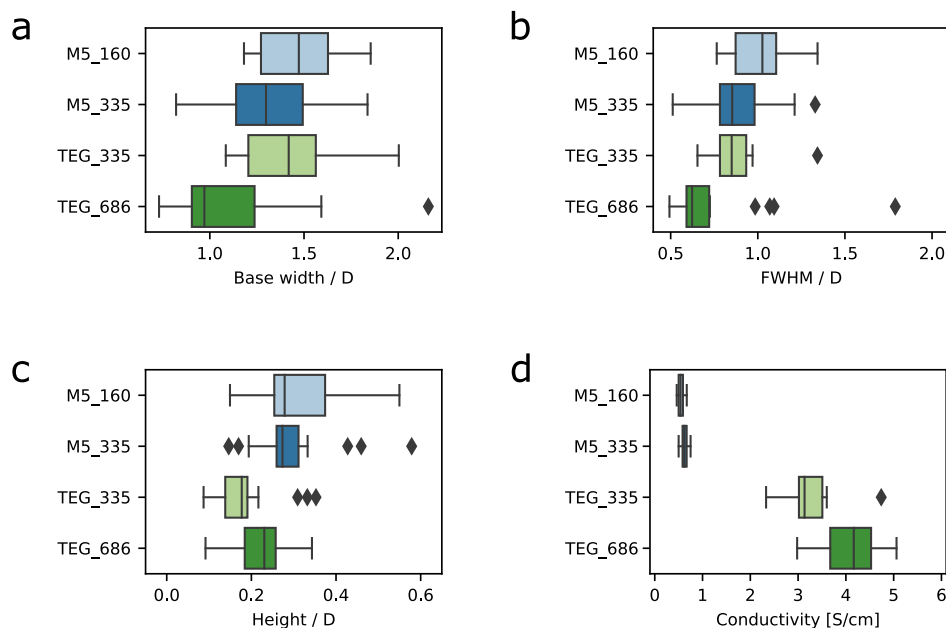 a
M5_160
M5_335
TEG_335
TEG_686
1.0 1.5 2.0
Base width / D
b
M5_160
M5_335
TEG_335
TEG_686
0.5 1.0 1.5 2.0
FWHM / D
c
M5_160
M5_335
TEG_335
TEG_686
0.0 0.2 0.4 0.6
Height / D
d
M5_160
M5_335
TEG_335
TEG_686
0 1 2 3 4 5 6
Conductivity [S/cm]